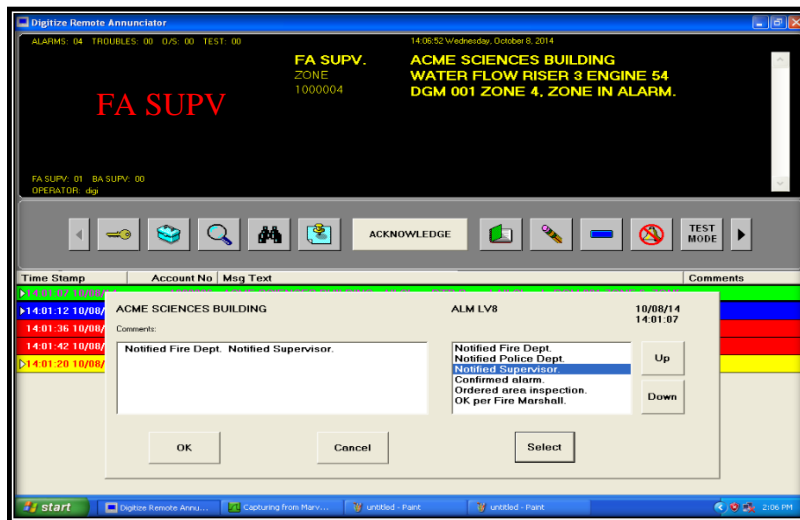 Digitize Remote Annunciator
ALARMS: 04 TROUBLES: 00 O/S: 00 TEST: 00
14:06:52 Wednesday, October 8, 2014
FA SUPV
FA SUPV.
ZONE
1000004
ACME SCIENCES BUILDING
WATER FLOW RISER 3 ENGINE 54
DGM 001 ZONE 4, ZONE IN ALARM.
FA SUPV: 01 BA SUPV: 00
OPERATOR: digi
ACKNOWLEDGE
TEST
MODE
Time Stamp Account No Msg Text Comments
14:01:07 10/08/
14:01:12 10/08/
14:01:36 10/08/
14:01:42 10/08/
14:01:20 10/08/
ACME SCIENCES BUILDING ALM LV8 10/08/14
14:01:07
Comments:
Notified Fire Dept. Notified Supervisor.
Notified Fire Dept.
Notified Police Dept.
Notified Supervisor.
Confirmed alarm.
Ordered area inspection.
OK per Fire Marshall.
Up
Down
OK Cancel Select
start Digitize Remote Annu... Capturing from Marv... untitled - Paint untitled - Paint 2:06 PM